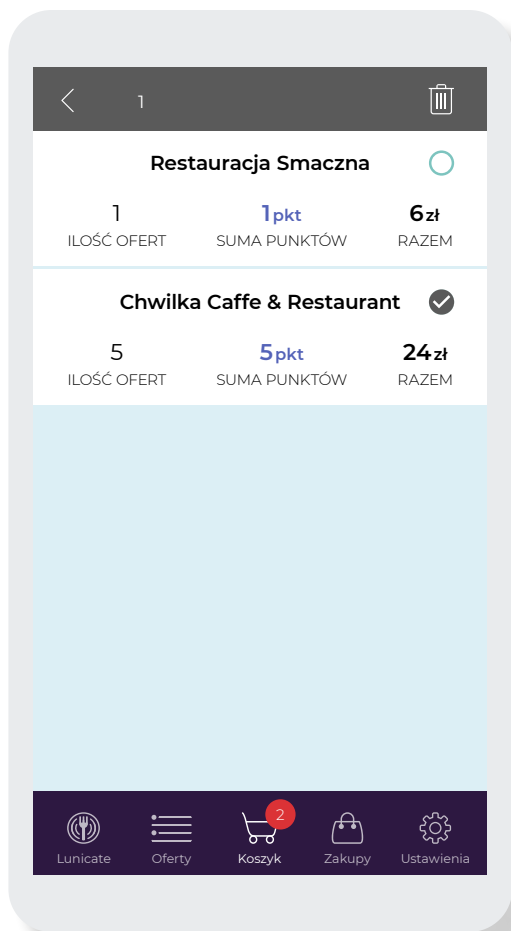 1
Restauracja Smaczna
1 1pkt 6zł
ILOŚĆ OFERT SUMA PUNKTÓW RAZEM
Chwilka Caffe & Restaurant
5 5pkt 24zł
ILOŚĆ OFERT SUMA PUNKTÓW RAZEM
2
Lunicate Oferty Koszyk Zakupy Ustawienia